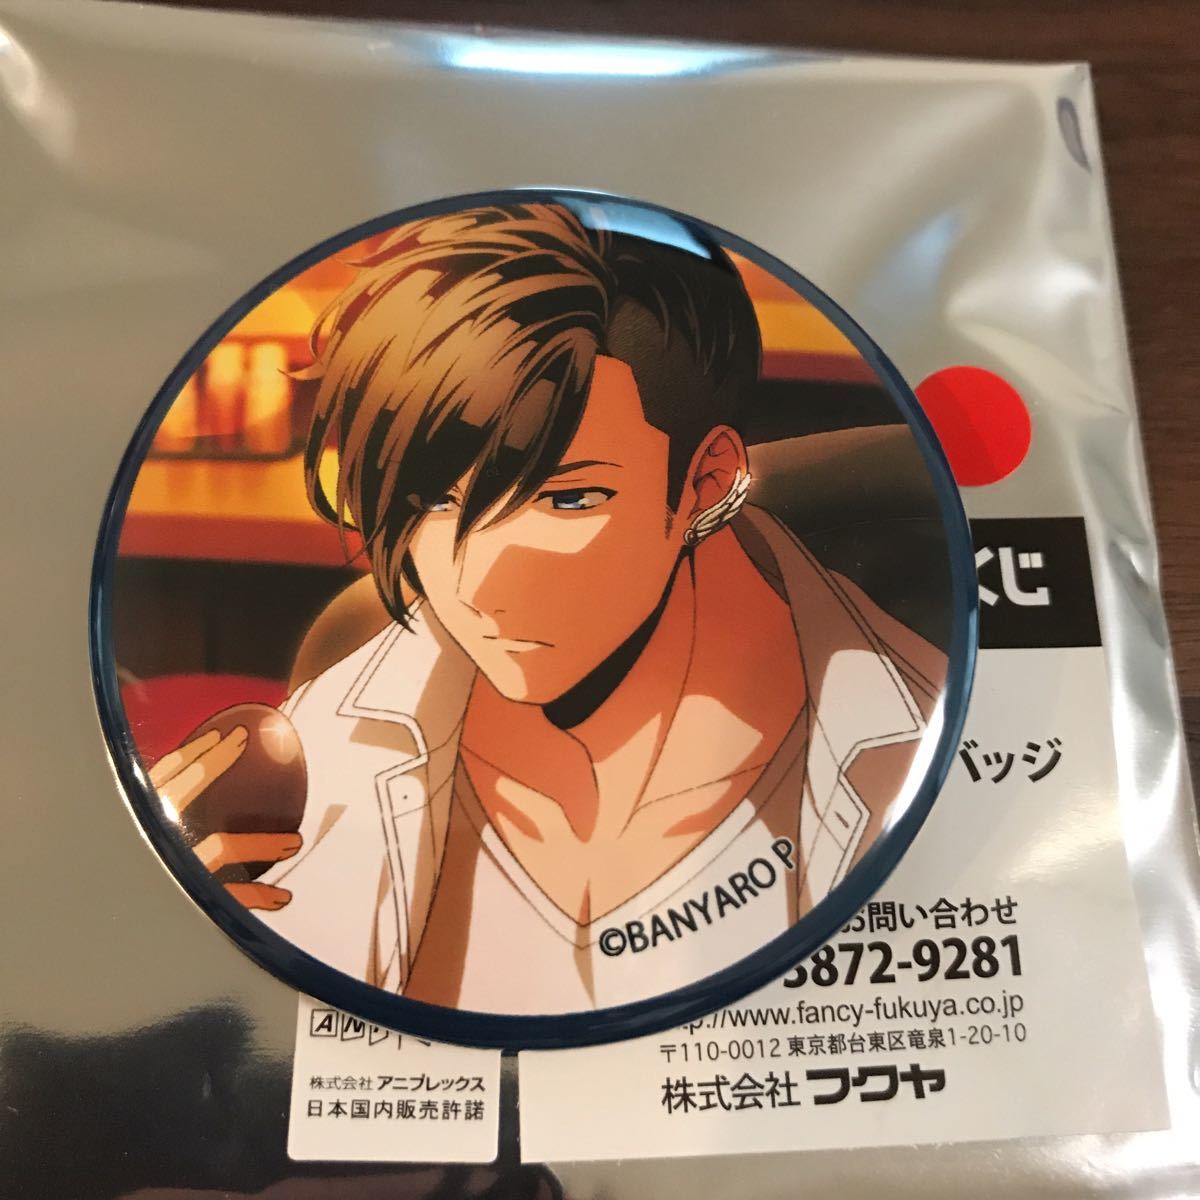 くじ
バッジ
©BANYARO P
お問い合わせ
3872-9281
p://www.fancy-fukuya.co.jp
〒110-0012 東京都台東区竜泉1-20-10
株式会社 フクヤ
株式会社 アニプレックス
日本国内販売許諾